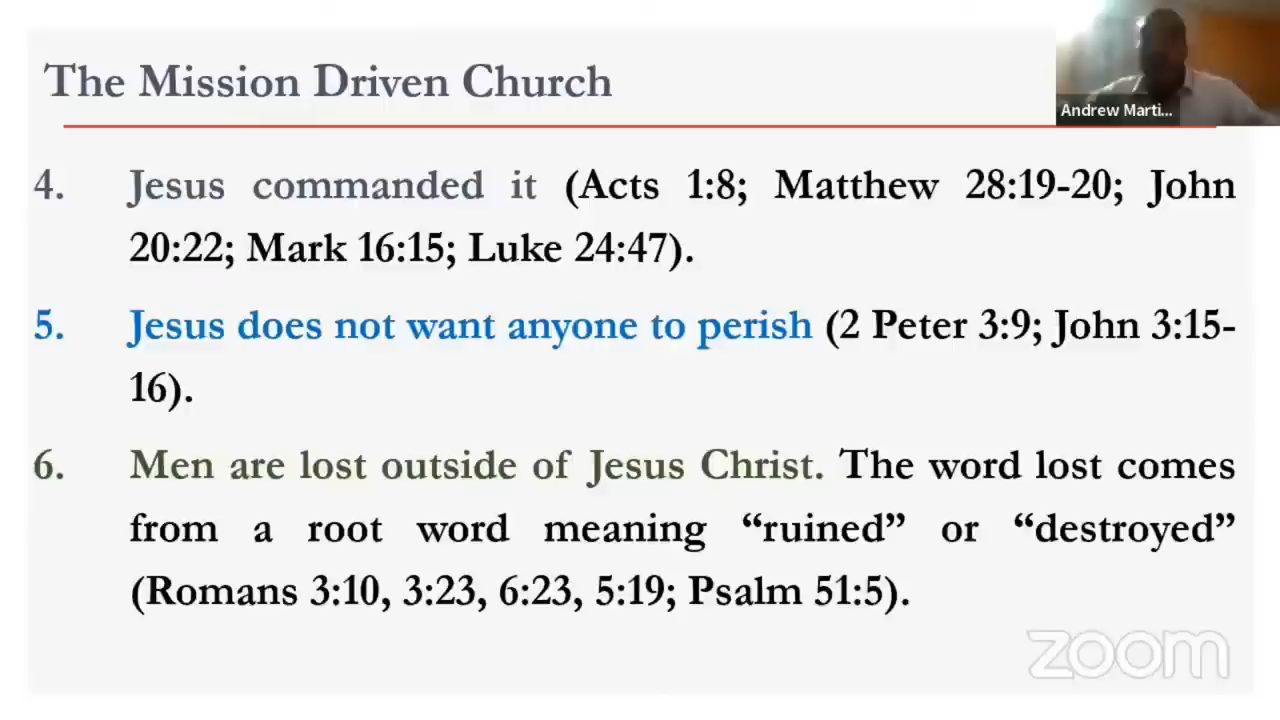 The Mission Driven Church
Andrew Marti...
4. Jesus commanded it (Acts 1:8; Matthew 28:19-20; John
20:22; Mark 16:15; Luke 24:47).
5. Jesus does not want anyone to perish (2 Peter 3:9; John 3:15-
16).
6. Men are lost outside of Jesus Christ. The word lost comes
from a root word meaning “ruined” or “destroyed”
(Romans 3:10, 3:23, 6:23, 5:19; Psalm 51:5).
zoom